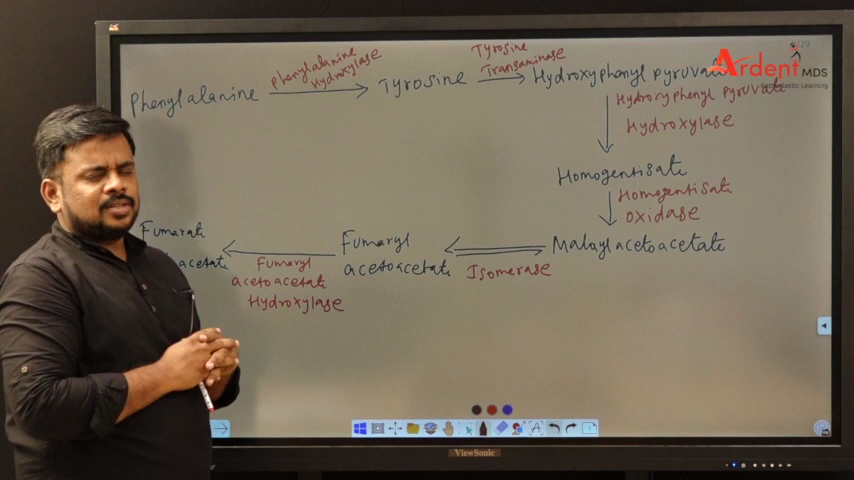 Phenylalanine
Phenylalanine
Hydroxylase
Tyrosine
Tyrosine
Transaminase
Hydroxyphenyl pyruvate
Ardent MDS
Hydroxyphenyl pyruvate
Hydroxylase
Homogentisate
Homogentisate
oxidase
Malaylacetoacetate
Isomerase
Fumaryl
acetoacetate
Fumaryl
acetoacetate
Hydroxylase
Fumarate
acetate
ViewSonic